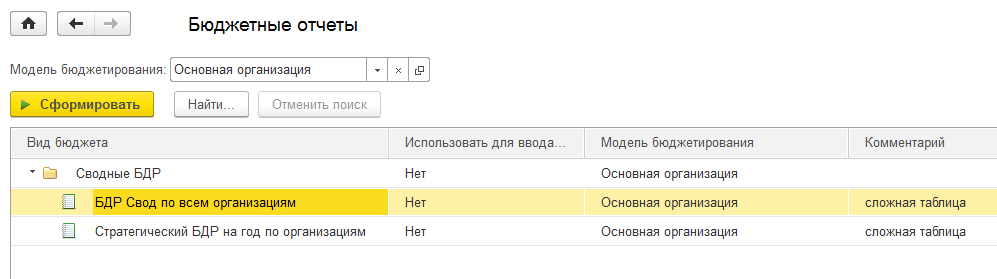 Бюджетные отчеты
Модель бюджетирования: Основная организация
Сформировать Найти... Отменить поиск
Вид бюджета Использовать для ввода... Модель бюджетирования Комментарий
Сводные БДР Нет Основная организация
БДР Свод по всем организациям Нет Основная организация сложная таблица
Стратегический БДР на год по организациям Нет Основная организация сложная таблица